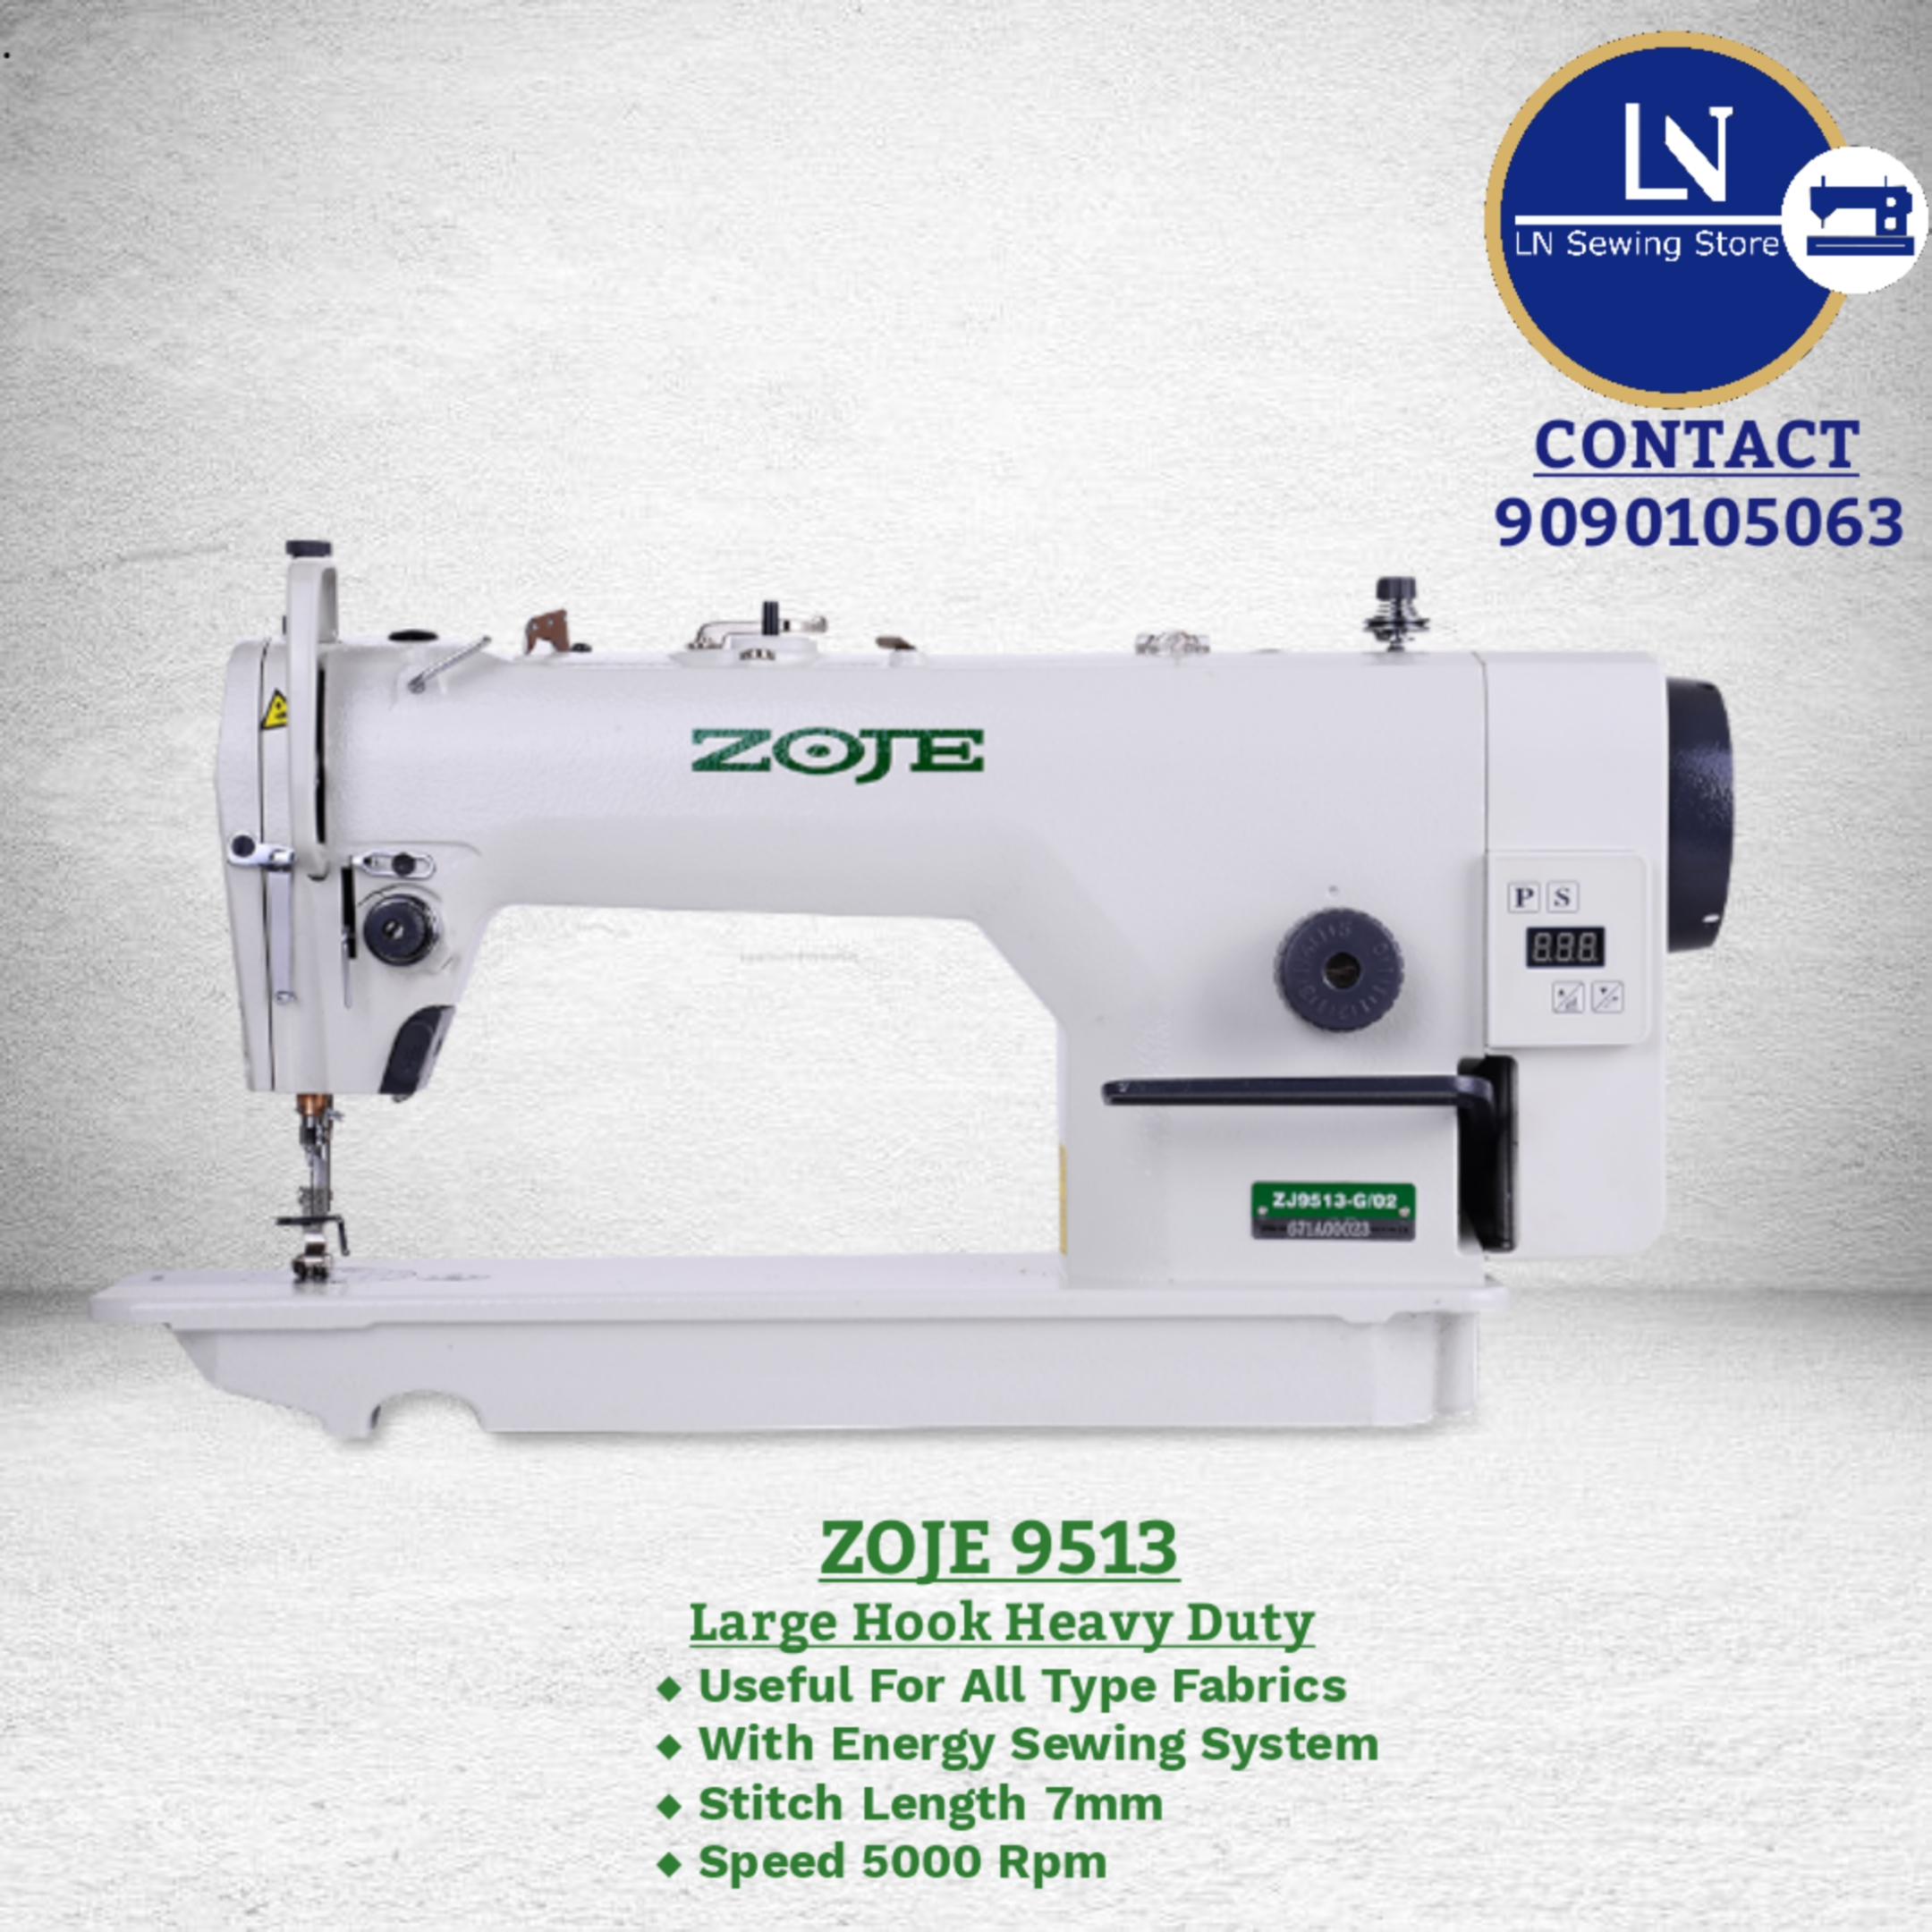 LN
LN Sewing Store
CONTACT
9090105063
ZOJE
P S
888
ZJ9513-G/02
ZOJE 9513
Large Hook Heavy Duty
◆ Useful For All Type Fabrics
◆ With Energy Sewing System
◆ Stitch Length 7mm
◆ Speed 5000 Rpm